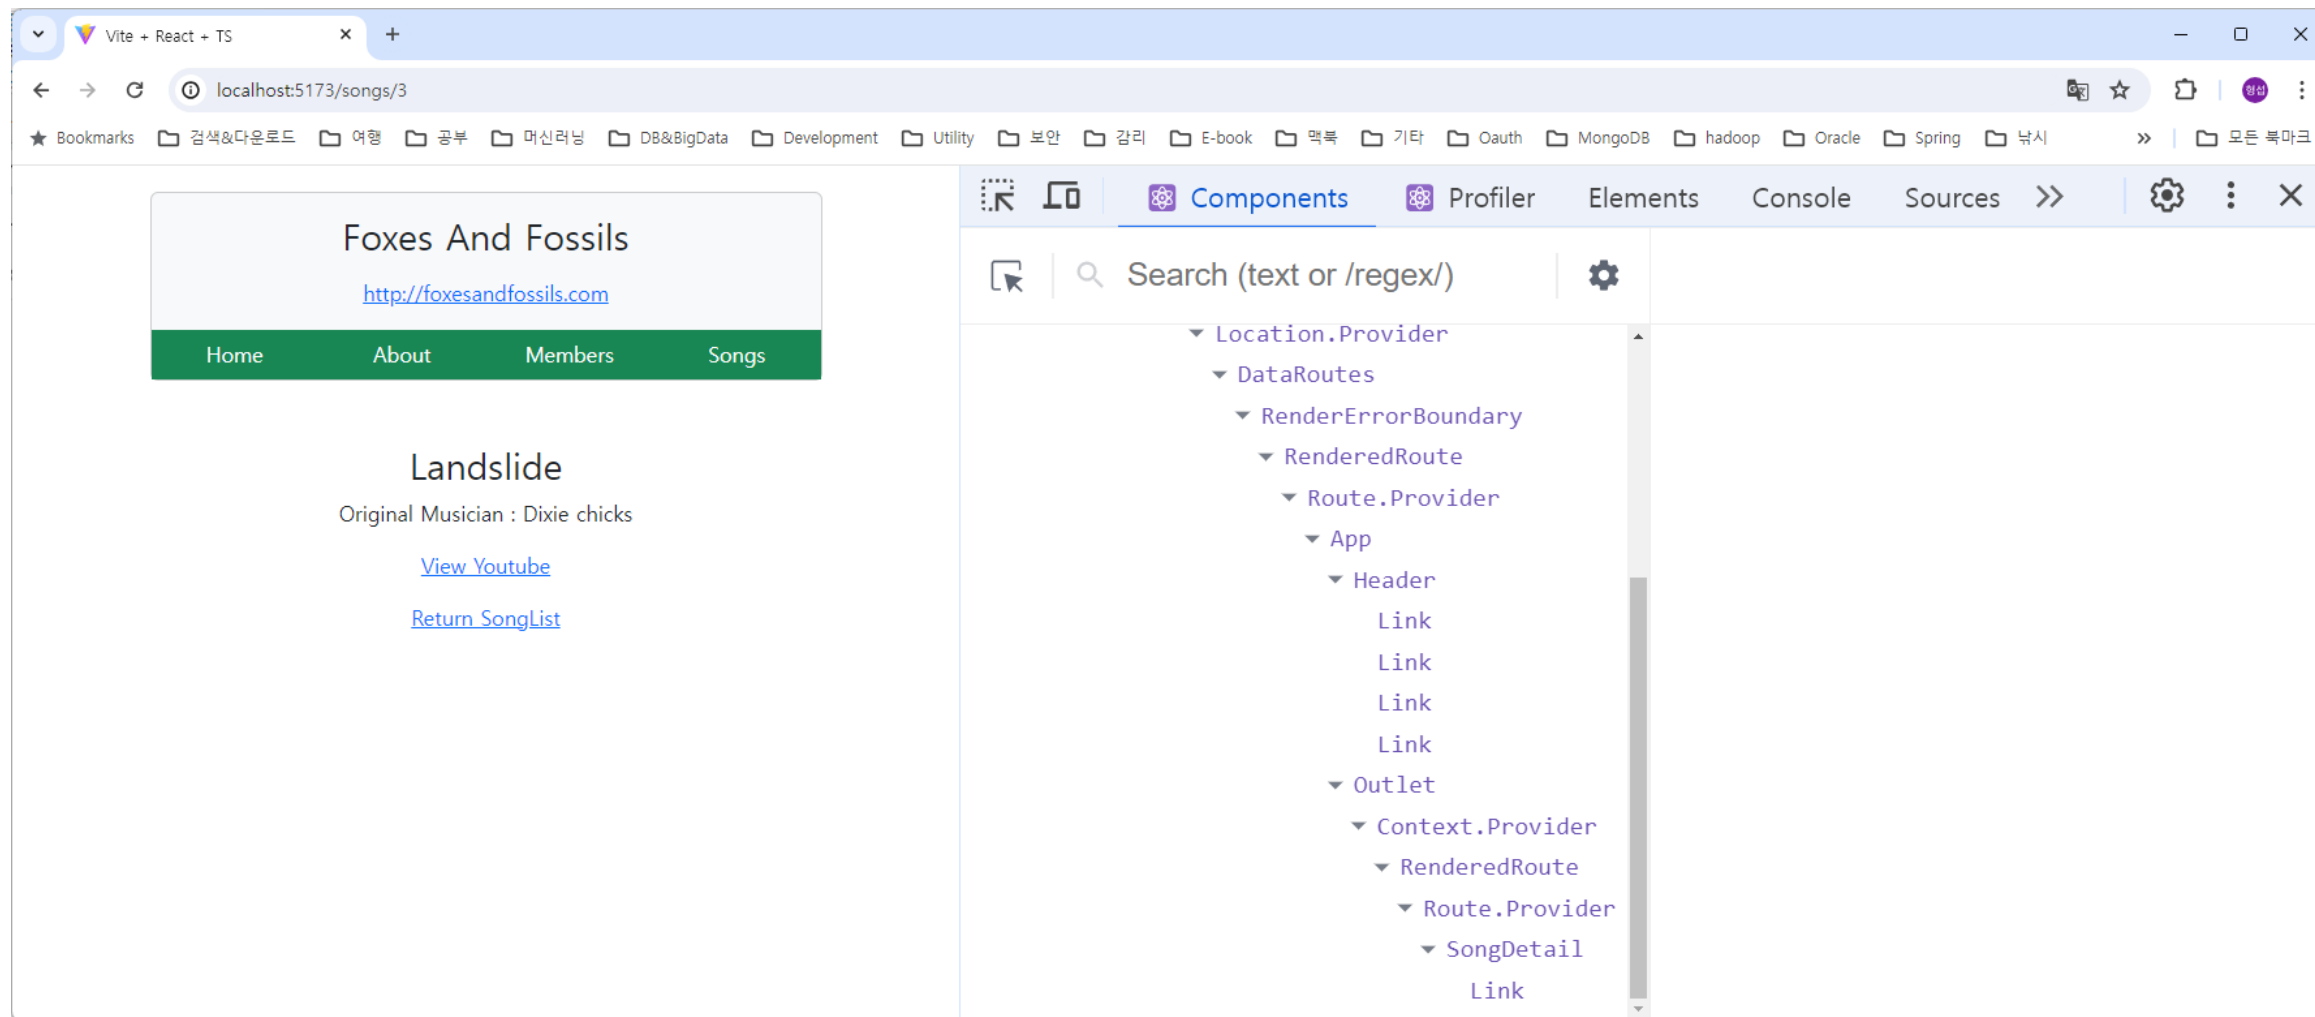 Vite + React + TS
localhost:5173/songs/3
형섭
Bookmarks 검색&다운로드 여행 공부 머신러닝 DB&BigData Development Utility 보안 감리 E-book 맥북 기타 Oauth MongoDB hadoop Oracle Spring 낚시 » 모든 북마크
Foxes And Fossils
http://foxesandfossils.com
Home About Members Songs
Landslide
Original Musician : Dixie chicks
View Youtube
Return SongList
Components Profiler Elements Console Sources
Search (text or /regex/)
Location.Provider
DataRoutes
RenderErrorBoundary
RenderedRoute
Route.Provider
App
Header
Link
Link
Link
Link
Outlet
Context.Provider
RenderedRoute
Route.Provider
SongDetail
Link